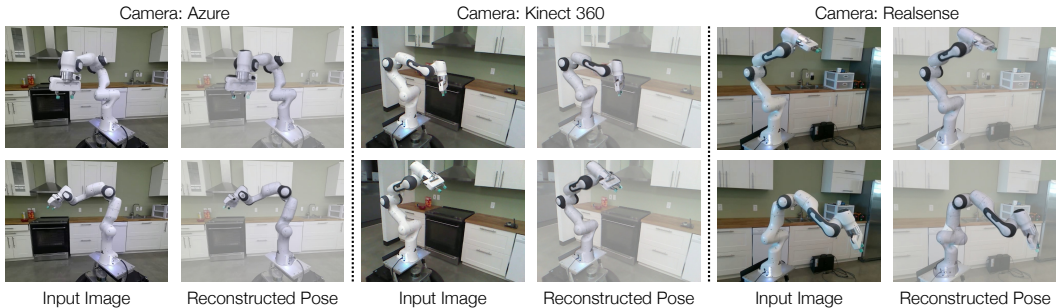 Camera: Azure
Camera: Kinect 360
Camera: Realsense
Input Image
Reconstructed Pose
Input Image
Reconstructed Pose
Input Image
Reconstructed Pose